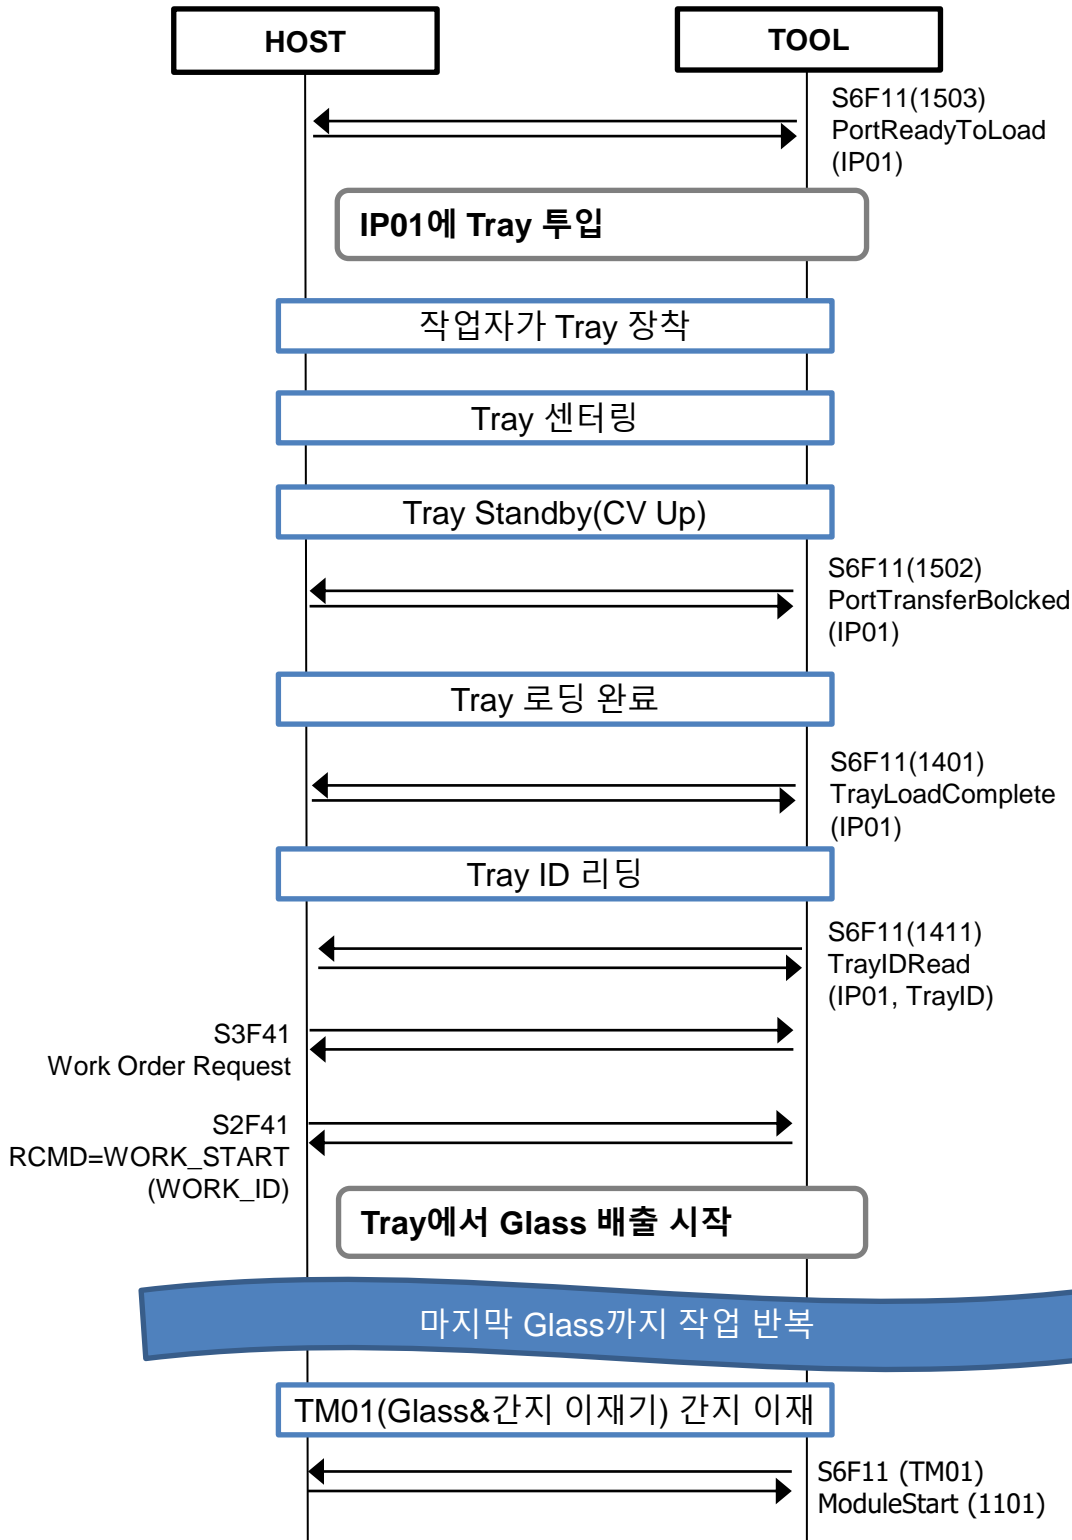 HOST
TOOL
S6F11(1503)
PortReadyToLoad
(IP01)
IP01에 Tray 투입
작업자가 Tray 장착
Tray 센터링
Tray Standby(CV Up)
S6F11(1502)
PortTransferBolcked
(IP01)
Tray 로딩 완료
S6F11(1401)
TrayLoadComplete
(IP01)
Tray ID 리딩
S6F11(1411)
TrayIDRead
(IP01, TrayID)
S3F41
Work Order Request
S2F41
RCMD=WORK_START
(WORK_ID)
Tray에서 Glass 배출 시작
마지막 Glass까지 작업 반복
TM01(Glass&간지 이재기) 간지 이재
S6F11 (TM01)
ModuleStart (1101)